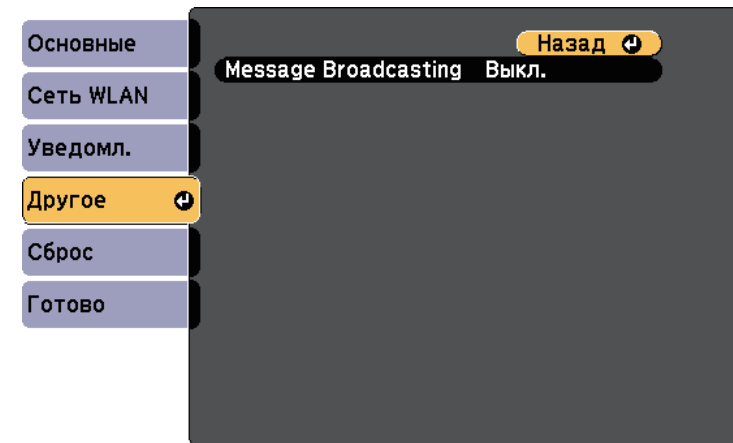 Основные
Сеть WLAN
Уведомл.
Другое
Сброс
Готово
Назад
Message Broadcasting Выкл.